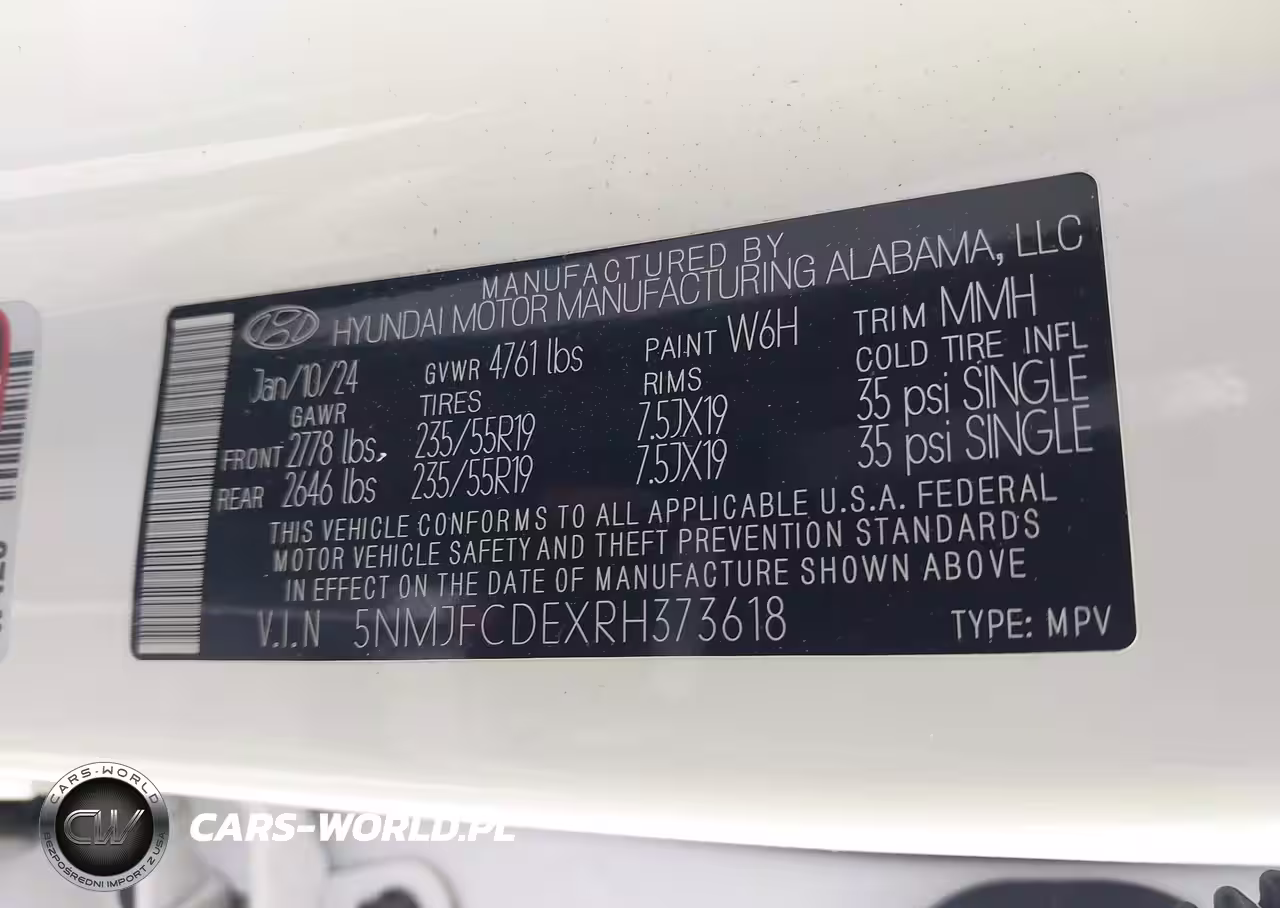 MANUFACTURED BY
HYUNDAI MOTOR MANUFACTURING ALABAMA, LLC
Jan/10/24 GVWR 4761 lbs PAINT W6H TRIM MMH
GAWR TIRES RIMS COLD TIRE INFL
FRONT 2778 lbs, 235/55R19 7.5JX19 35 psi SINGLE
REAR 2646 lbs 235/55R19 7.5JX19 35 psi SINGLE
THIS VEHICLE CONFORMS TO ALL APPLICABLE U.S.A. FEDERAL
MOTOR VEHICLE SAFETY AND THEFT PREVENTION STANDARDS
IN EFFECT ON THE DATE OF MANUFACTURE SHOWN ABOVE
V.I.N 5NMJFCDEXRH373618 TYPE: MPV
CARS-WORLD
CW
BEZPOŚREDNI IMPORT Z USA
CARS-WORLD.PL